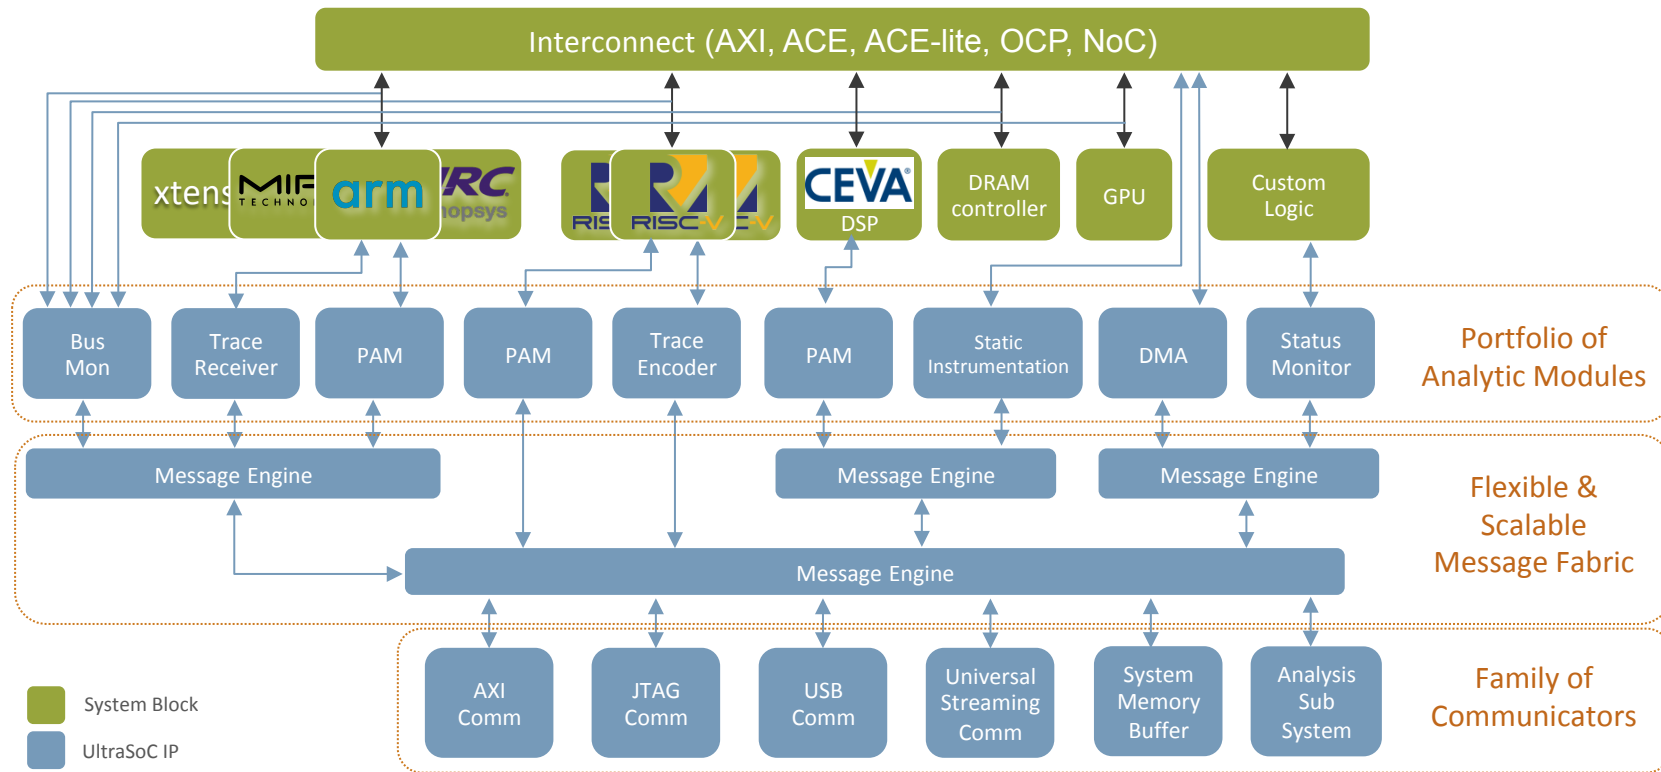 Interconnect (AXI, ACE, ACE-lite, OCP, NoC)
xtens
MIP
TECHNO
arm
ARC
nopsys
RIS
RISC-V
C-V
CEVA®
DSP
DRAM
controller
GPU
Custom
Logic
Bus
Mon
Trace
Receiver
PAM
PAM
Trace
Encoder
PAM
Static
Instrumentation
DMA
Status
Monitor
Portfolio of
Analytic Modules
Message Engine
Message Engine
Message Engine
Flexible &
Scalable
Message Fabric
Message Engine
AXI
Comm
JTAG
Comm
USB
Comm
Universal
Streaming
Comm
System
Memory
Buffer
Analysis
Sub
System
Family of
Communicators
System Block
UltraSoC IP